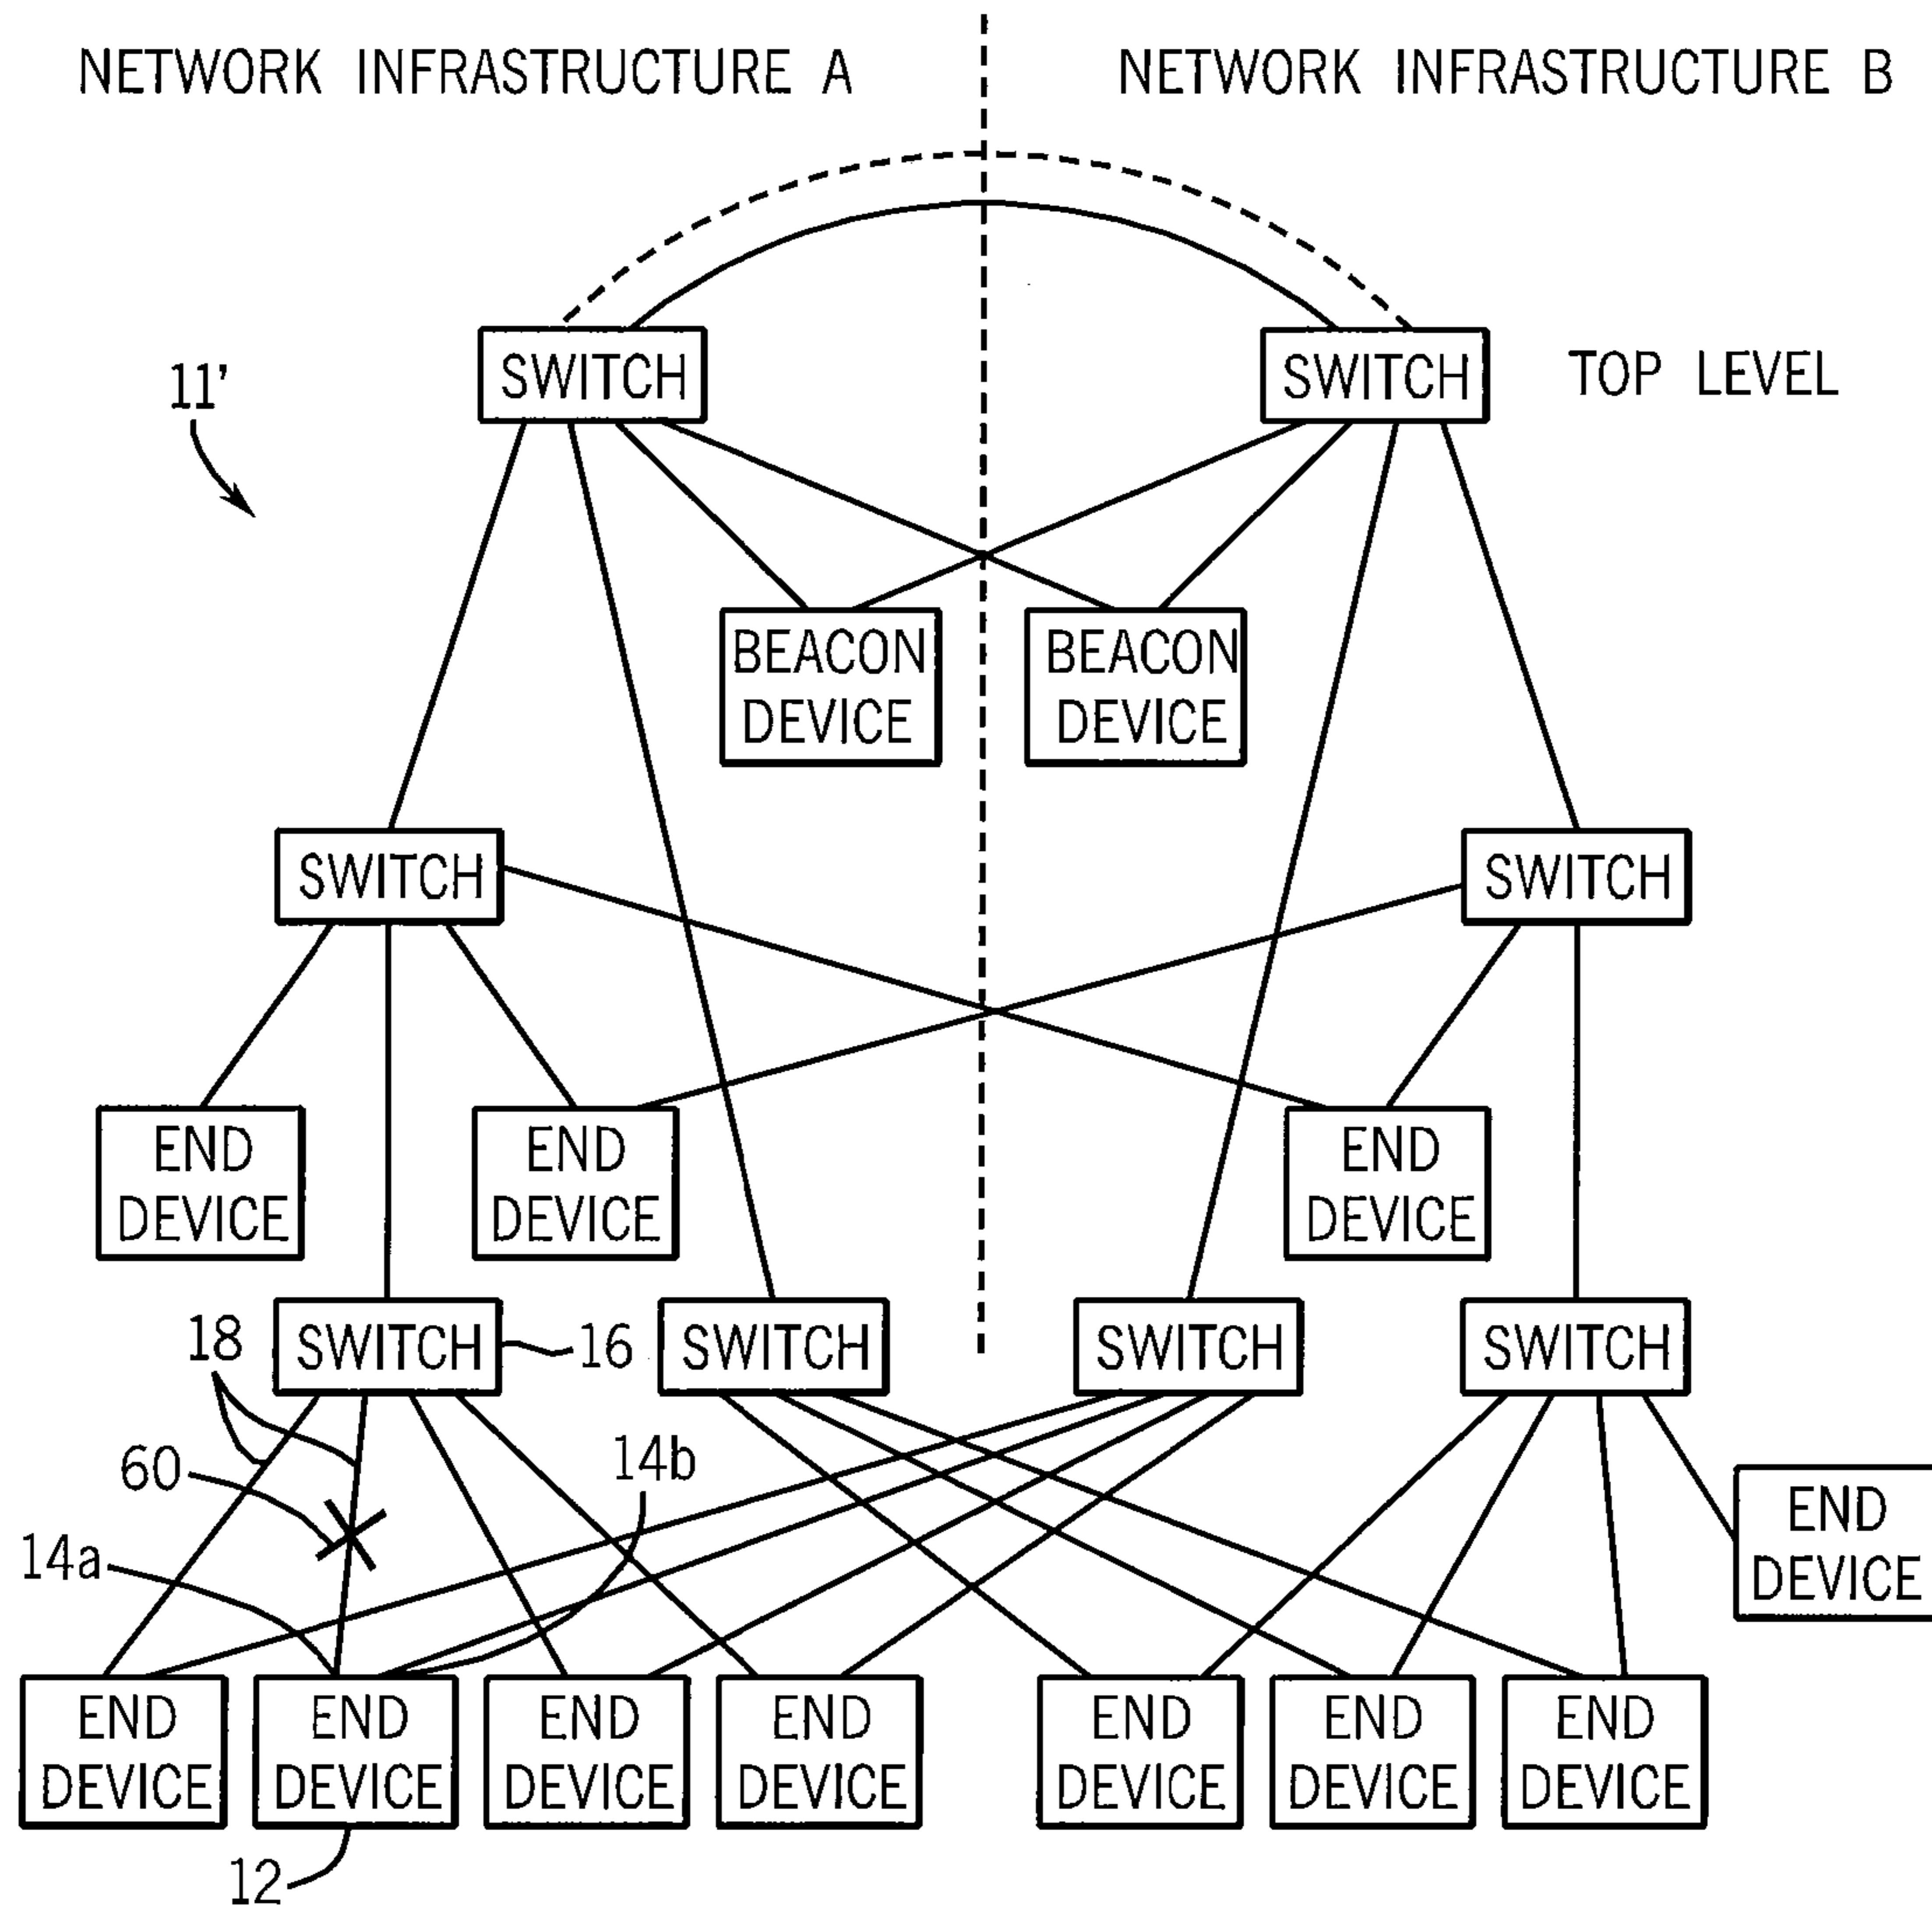 NETWORK INFRASTRUCTURE A
NETWORK INFRASTRUCTURE B
SWITCH
SWITCH
TOP LEVEL
11'
BEACON
DEVICE
BEACON
DEVICE
SWITCH
SWITCH
END
DEVICE
END
DEVICE
END
DEVICE
18
SWITCH
16
SWITCH
SWITCH
SWITCH
60
14b
14a
END
DEVICE
END
DEVICE
END
DEVICE
END
DEVICE
END
DEVICE
END
DEVICE
END
DEVICE
END
DEVICE
12